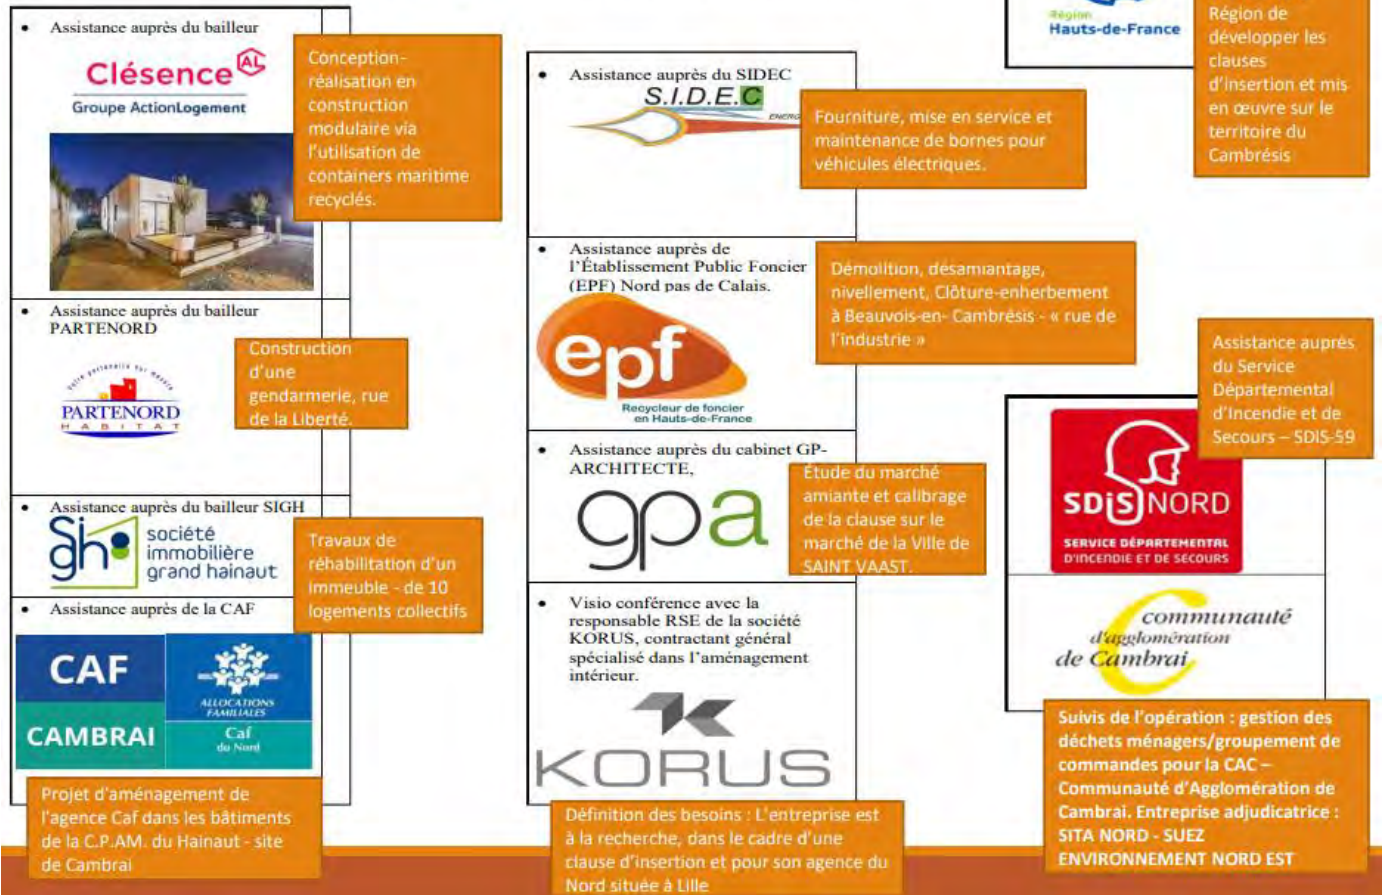 • Assistance auprès du bailleur
Clésence AL
Groupe ActionLogement
Conception-
réalisation en
construction
modulaire via
l'utilisation de
containers maritime
recyclés.
• Assistance auprès du bailleur
PARTENORD
Votre partenaire sur mesure
PARTENORD
HABITAT
Construction
d'une
gendarmerie, rue
de la Liberté.
• Assistance auprès du bailleur SIGH
sigh
société
immobilière
grand hainaut
Travaux de
réhabilitation d'un
immeuble - de 10
logements collectifs
• Assistance auprès de la CAF
CAF
CAMBRAI
ALLOCATIONS
FAMILIALES
Caf
du Nord
Projet d'aménagement de
l'agence Caf dans les bâtiments
de la C.P.AM. du Hainaut - site
de Cambrai
• Assistance auprès du SIDEC
S.I.D.E.C
ENERG
Fourniture, mise en service et
maintenance de bornes pour
véhicules électriques.
• Assistance auprès de
l'Établissement Public Foncier
(EPF) Nord pas de Calais.
epf
Recycleur de foncier
en Hauts-de-France
Démolition, désamiantage,
nivellement, Clôture-enherbement
à Beauvois-en- Cambrésis - « rue de
l'industrie »
• Assistance auprès du cabinet GP-
ARCHITECTE,
gpa
Étude du marché
amiante et calibrage
de la clause sur le
marché de la Ville de
SAINT VAAST.
• Visio conférence avec la
responsable RSE de la société
KORUS, contractant général
spécialisé dans l'aménagement
intérieur.
KORUS
Définition des besoins : L'entreprise est
à la recherche, dans le cadre d'une
clause d'insertion et pour son agence du
Nord située à Lille
Région
Hauts-de-France
Région de
développer les
clauses
d'insertion et mis
en œuvre sur le
territoire du
Cambrésis
Assistance auprès
du Service
Départemental
d'Incendie et de
Secours – SDIS-59
SDiS NORD
SERVICE DÉPARTEMENTAL
D'INCENDIE ET DE SECOURS
communauté
d'agglomération
de Cambrai
Suivis de l'opération : gestion des
déchets ménagers/groupement de
commandes pour la CAC –
Communauté d'Agglomération de
Cambrai. Entreprise adjudicatrice :
SITA NORD - SUEZ
ENVIRONNEMENT NORD EST